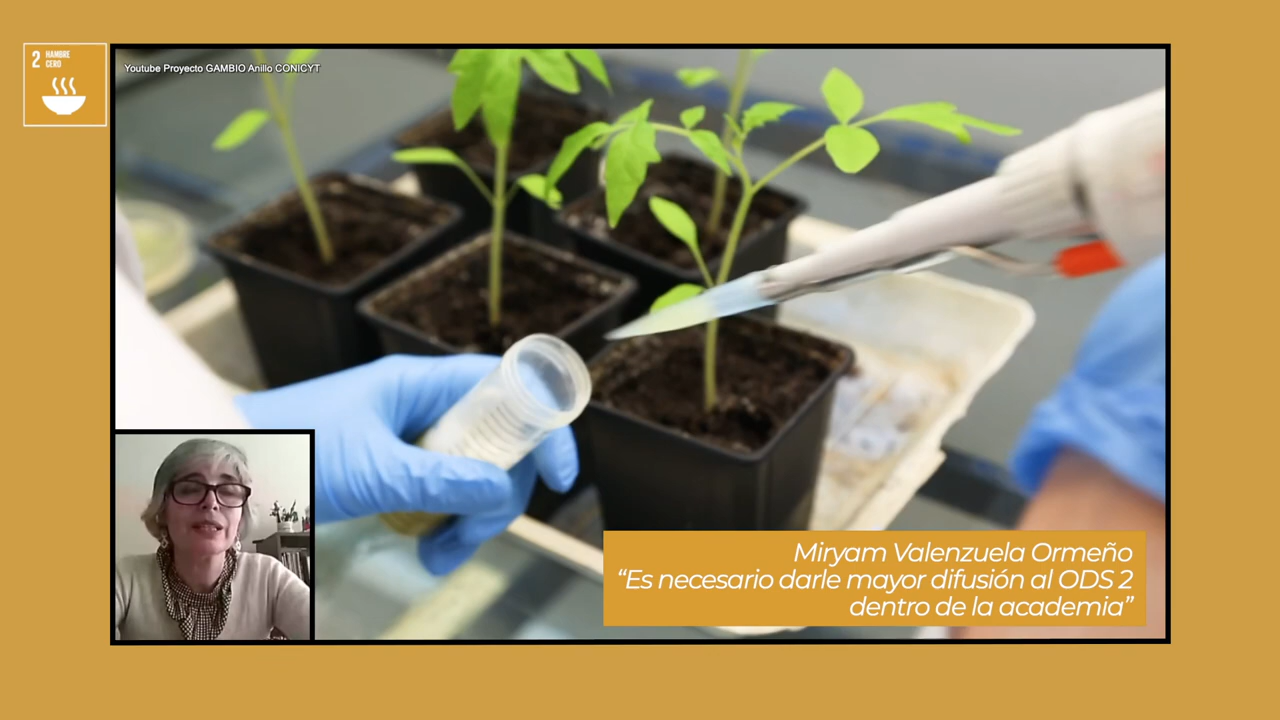 2 HAMBRE
CERO
Youtube Proyecto GAMBIO Anillo CONICYT
Miryam Valenzuela Ormeño
“Es necesario darle mayor difusión al ODS 2
dentro de la academia”